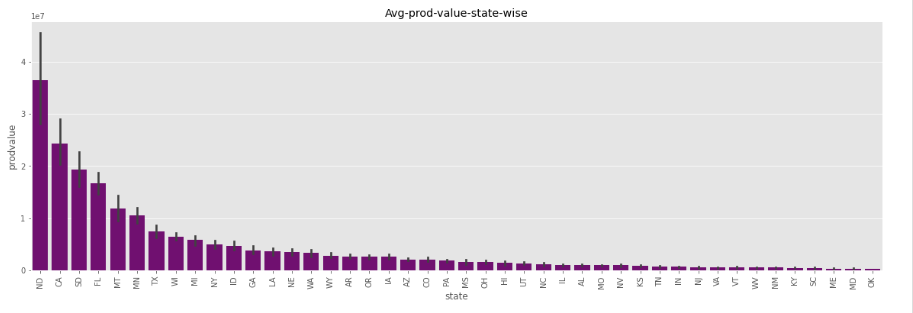 Avg-prod-value-state-wise
1e7
prodvalue
4
3
2
1
0
ND CA SD FL MT MN TX WI MI NY ID GA LA NE WA WY AR OR IA AZ CO PA MS OH HI UT NC IL AL MO NV KS TN IN NJ VA VT WV NM KY SC ME MD OK
state